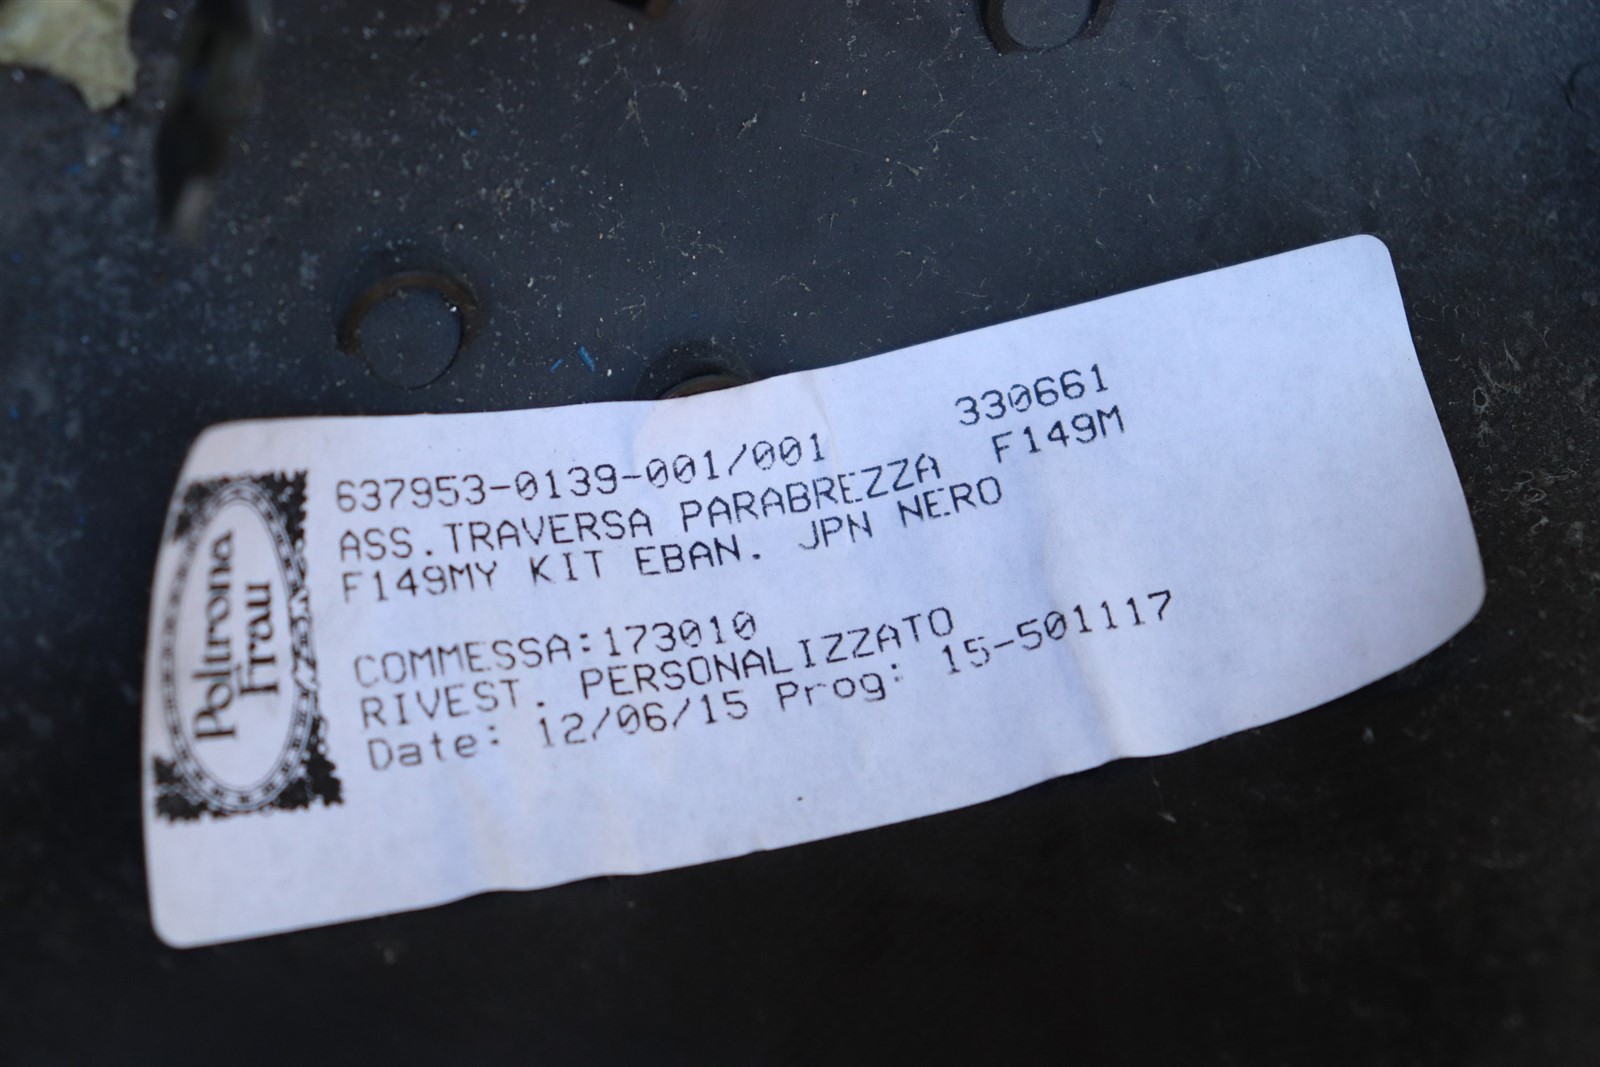 Poltrona
Frau
637953-0139-001/001 330661
ASS.TRAVERSA PARABREZZA F149M
F149MY KIT EBAN. JPN NERO
COMMESSA:173010
RIVEST. PERSONALIZZATO
Date: 12/06/15 Prog: 15-501117